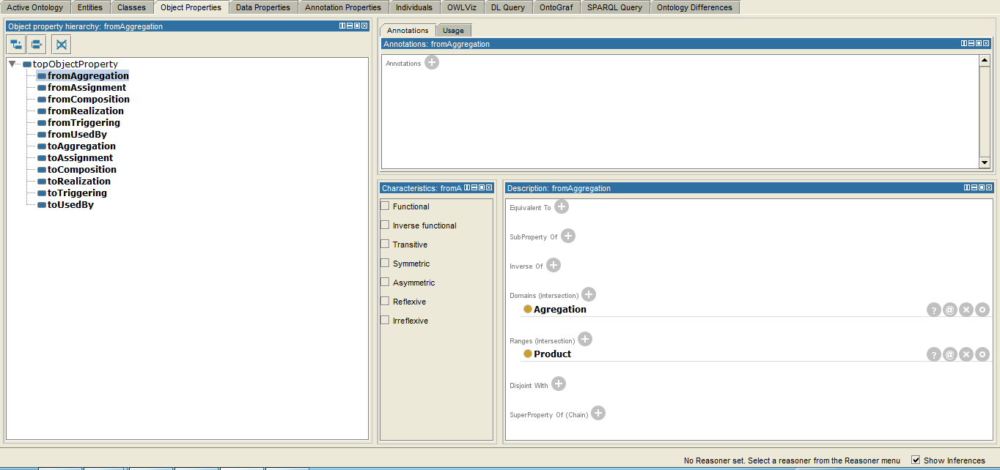 Active Ontology Entities Classes Object Properties Data Properties Annotation Properties Individuals OWLViz DL Query OntoGraf SPARQL Query Ontology Differences
Object property hierarchy: fromAggregation
topObjectProperty
fromAggregation
fromAssignment
fromComposition
fromRealization
fromTriggering
fromUsedBy
toAggregation
toAssignment
toComposition
toRealization
toTriggering
toUsedBy
Annotations Usage
Annotations: fromAggregation
Annotations
Characteristics: fromA
Functional
Inverse functional
Transitive
Symmetric
Asymmetric
Reflexive
Irreflexive
Description: fromAggregation
Equivalent To
SubProperty Of
Inverse Of
Domains (intersection)
Agregation
Ranges (intersection)
Product
Disjoint With
SuperProperty Of (Chain)
No Reasoner set. Select a reasoner from the Reasoner menu Show Inferences